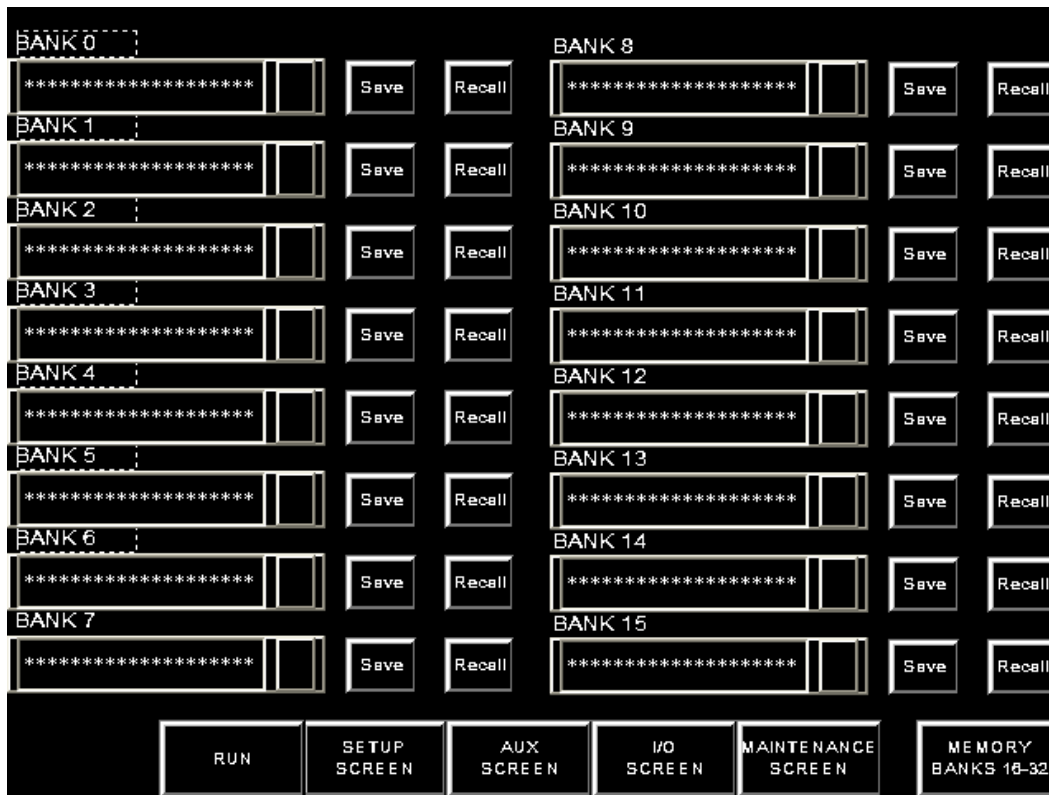 BANK 0
******************** Save Recall
BANK 1
******************** Save Recall
BANK 2
******************** Save Recall
BANK 3
******************** Save Recall
BANK 4
******************** Save Recall
BANK 5
******************** Save Recall
BANK 6
******************** Save Recall
BANK 7
******************** Save Recall
BANK 8
******************** Save Recall
BANK 9
******************** Save Recall
BANK 10
******************** Save Recall
BANK 11
******************** Save Recall
BANK 12
******************** Save Recall
BANK 13
******************** Save Recall
BANK 14
******************** Save Recall
BANK 15
******************** Save Recall
RUN
SETUP
SCREEN
AUX
SCREEN
I/O
SCREEN
MAINTENANCE
SCREEN
MEMORY
BANKS 16-32